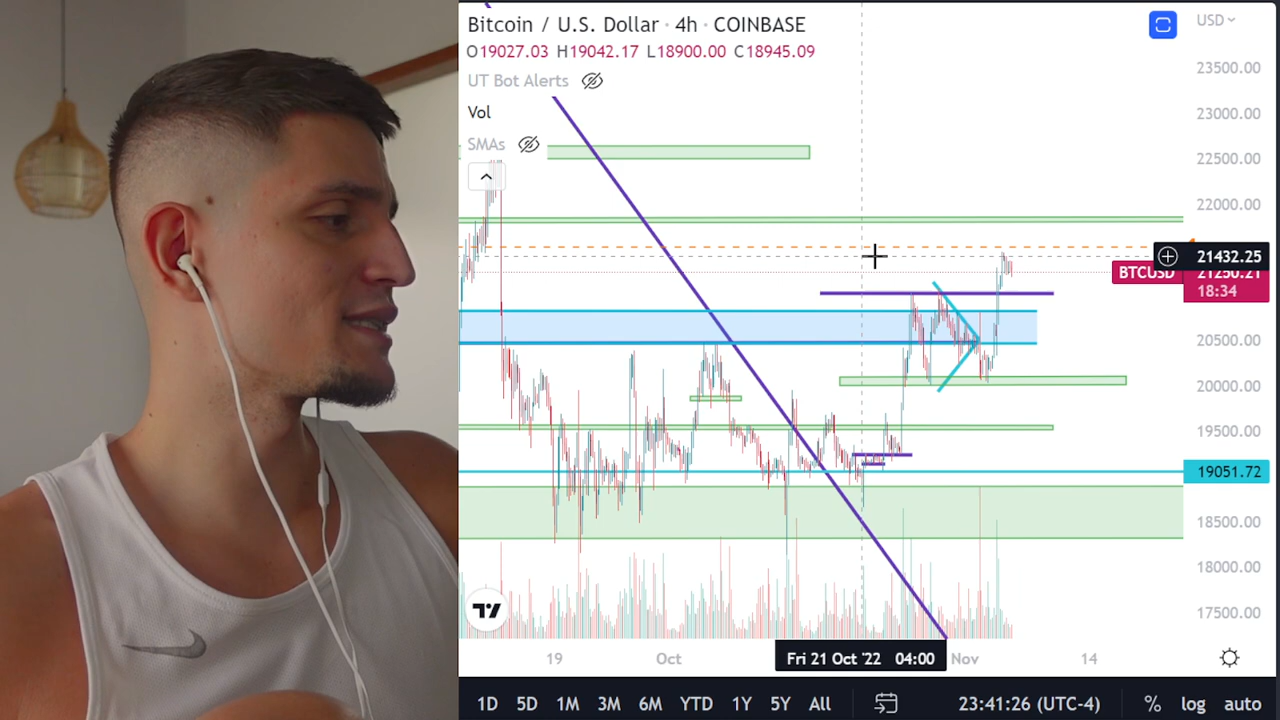 Bitcoin / U.S. Dollar · 4h · COINBASE
O19027.03 H19042.17 L18900.00 C18945.09
UT Bot Alerts
Vol
SMAs
USD
23500.00
23000.00
22500.00
22000.00
21432.25
BTCUSD 21250.21
18:34
20500.00
20000.00
19500.00
19051.72
18500.00
18000.00
17500.00
19 Oct Fri 21 Oct '22 04:00 Nov 14
1D 5D 1M 3M 6M YTD 1Y 5Y All 23:41:26 (UTC-4) % log auto